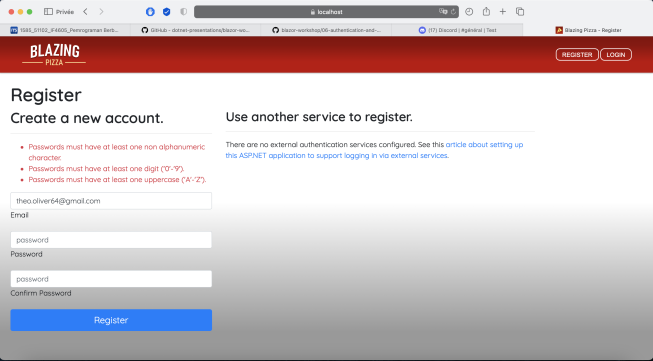 Privée
localhost
1585_51102_IF4605_Pemrograman Berb...
GitHub - dotnet-presentations/blazor-wo...
blazor-workshop/06-authentication-and-...
(17) Discord | #général | Test
Blazing Pizza - Register
BLAZING
PIZZA
REGISTER
LOGIN
Register
Create a new account.
Passwords must have at least one non alphanumeric
character.
Passwords must have at least one digit ('0'-'9').
Passwords must have at least one uppercase ('A'-'Z').
theo.oliver64@gmail.com
Email
password
Password
password
Confirm Password
Register
Use another service to register.
There are no external authentication services configured. See this article about setting up
this ASP.NET application to support logging in via external services.